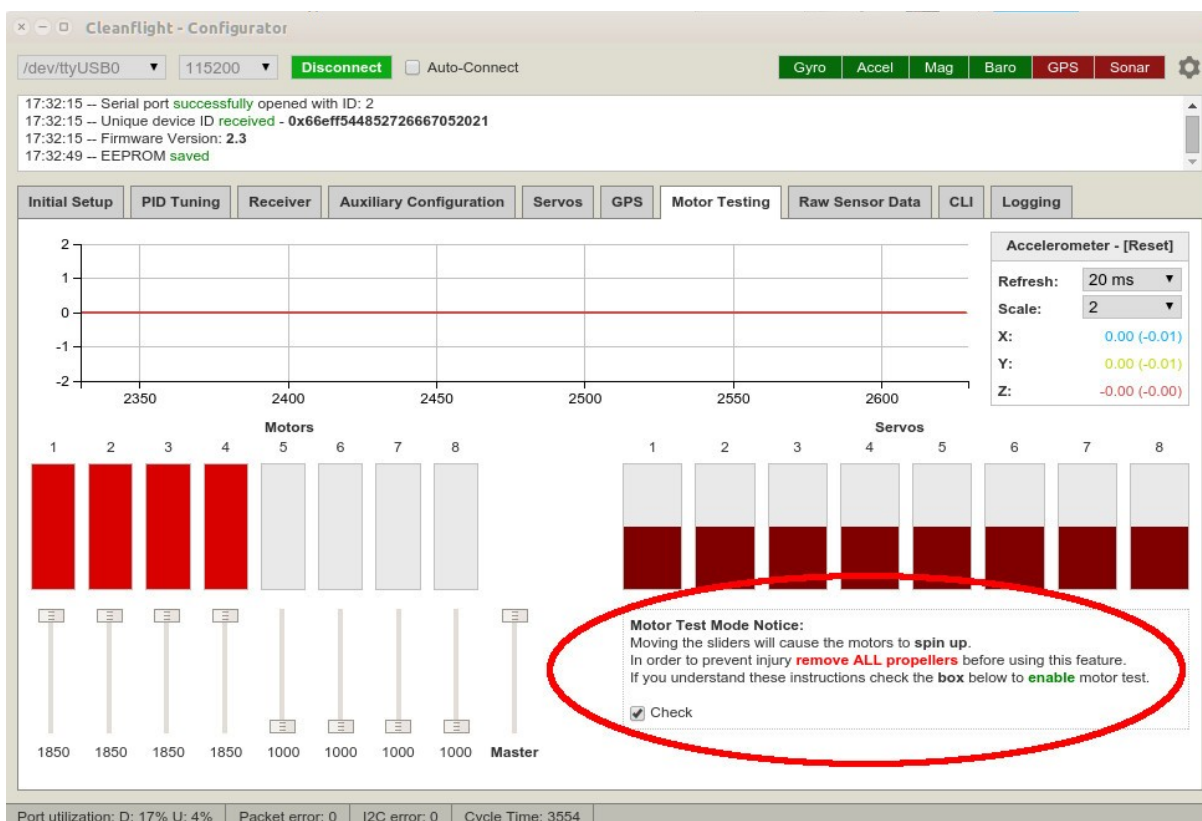 Cleanflight - Configurator
/dev/ttyUSB0 115200 Disconnect Auto-Connect Gyro Accel Mag Baro GPS Sonar
17:32:15 -- Serial port successfully opened with ID: 2
17:32:15 -- Unique device ID received - 0x66eff544852726667052021
17:32:15 -- Firmware Version: 2.3
17:32:49 -- EEPROM saved
Initial Setup PID Tuning Receiver Auxiliary Configuration Servos GPS Motor Testing Raw Sensor Data CLI Logging
2
1
0
-1
-2
2350 2400 2450 2500 2550 2600
Accelerometer - [Reset]
Refresh: 20 ms
Scale: 2
X: 0.00 (-0.01)
Y: 0.00 (-0.01)
Z: -0.00 (-0.00)
Motors
1 2 3 4 5 6 7 8
Servos
1 2 3 4 5 6 7 8
1850 1850 1850 1850 1000 1000 1000 1000 Master
Motor Test Mode Notice:
Moving the sliders will cause the motors to spin up.
In order to prevent injury remove ALL propellers before using this feature.
If you understand these instructions check the box below to enable motor test.
Check
Port utilization: D: 17% U: 4% Packet error: 0 I2C error: 0 Cycle Time: 3554